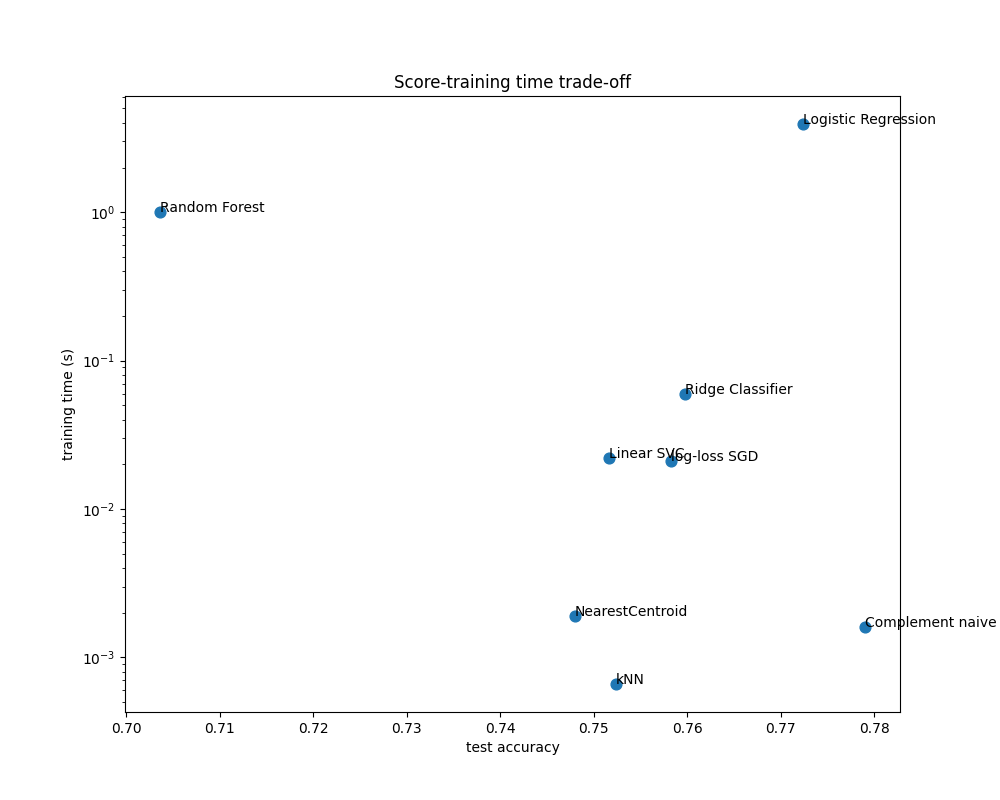 Score-training time trade-off
Logistic Regression
Random Forest
Ridge Classifier
Linear SVC
log-loss SGD
NearestCentroid
Complement naive
kNN
training time (s)
10⁰
10⁻¹
10⁻²
10⁻³
0.70 0.71 0.72 0.73 0.74 0.75 0.76 0.77 0.78
test accuracy